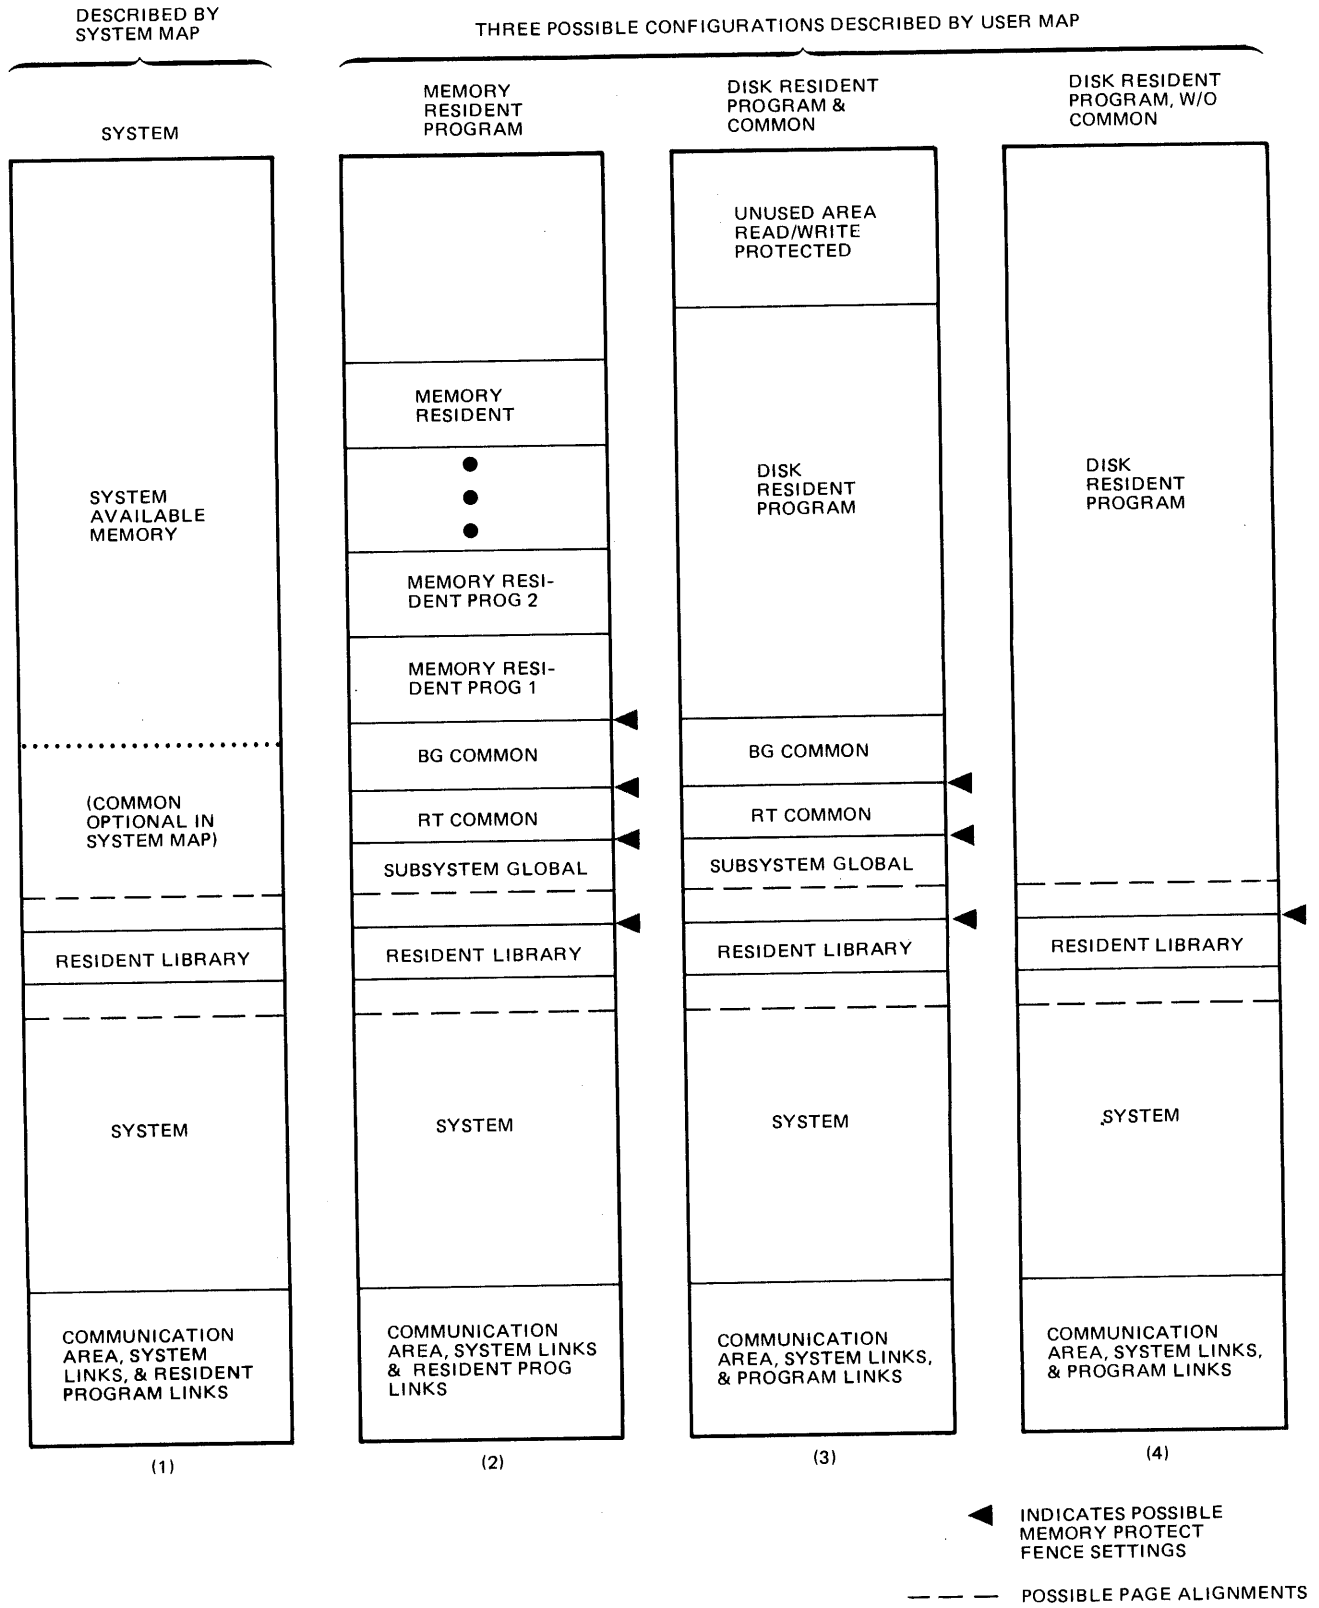 DESCRIBED BY
SYSTEM MAP
THREE POSSIBLE CONFIGURATIONS DESCRIBED BY USER MAP
SYSTEM
MEMORY
RESIDENT
PROGRAM
DISK RESIDENT
PROGRAM &
COMMON
DISK RESIDENT
PROGRAM, W/O
COMMON
SYSTEM
AVAILABLE
MEMORY
(COMMON
OPTIONAL IN
SYSTEM MAP)
RESIDENT LIBRARY
SYSTEM
COMMUNICATION
AREA, SYSTEM
LINKS, & RESIDENT
PROGRAM LINKS
(1)
MEMORY
RESIDENT
MEMORY RESI-
DENT PROG 2
MEMORY RESI-
DENT PROG 1
BG COMMON
RT COMMON
SUBSYSTEM GLOBAL
RESIDENT LIBRARY
SYSTEM
COMMUNICATION
AREA, SYSTEM LINKS
& RESIDENT PROG
LINKS
(2)
UNUSED AREA
READ/WRITE
PROTECTED
DISK
RESIDENT
PROGRAM
BG COMMON
RT COMMON
SUBSYSTEM GLOBAL
RESIDENT LIBRARY
SYSTEM
COMMUNICATION
AREA, SYSTEM LINKS,
& PROGRAM LINKS
(3)
DISK
RESIDENT
PROGRAM
RESIDENT LIBRARY
SYSTEM
COMMUNICATION
AREA, SYSTEM LINKS,
& PROGRAM LINKS
(4)
INDICATES POSSIBLE
MEMORY PROTECT
FENCE SETTINGS
POSSIBLE PAGE ALIGNMENTS